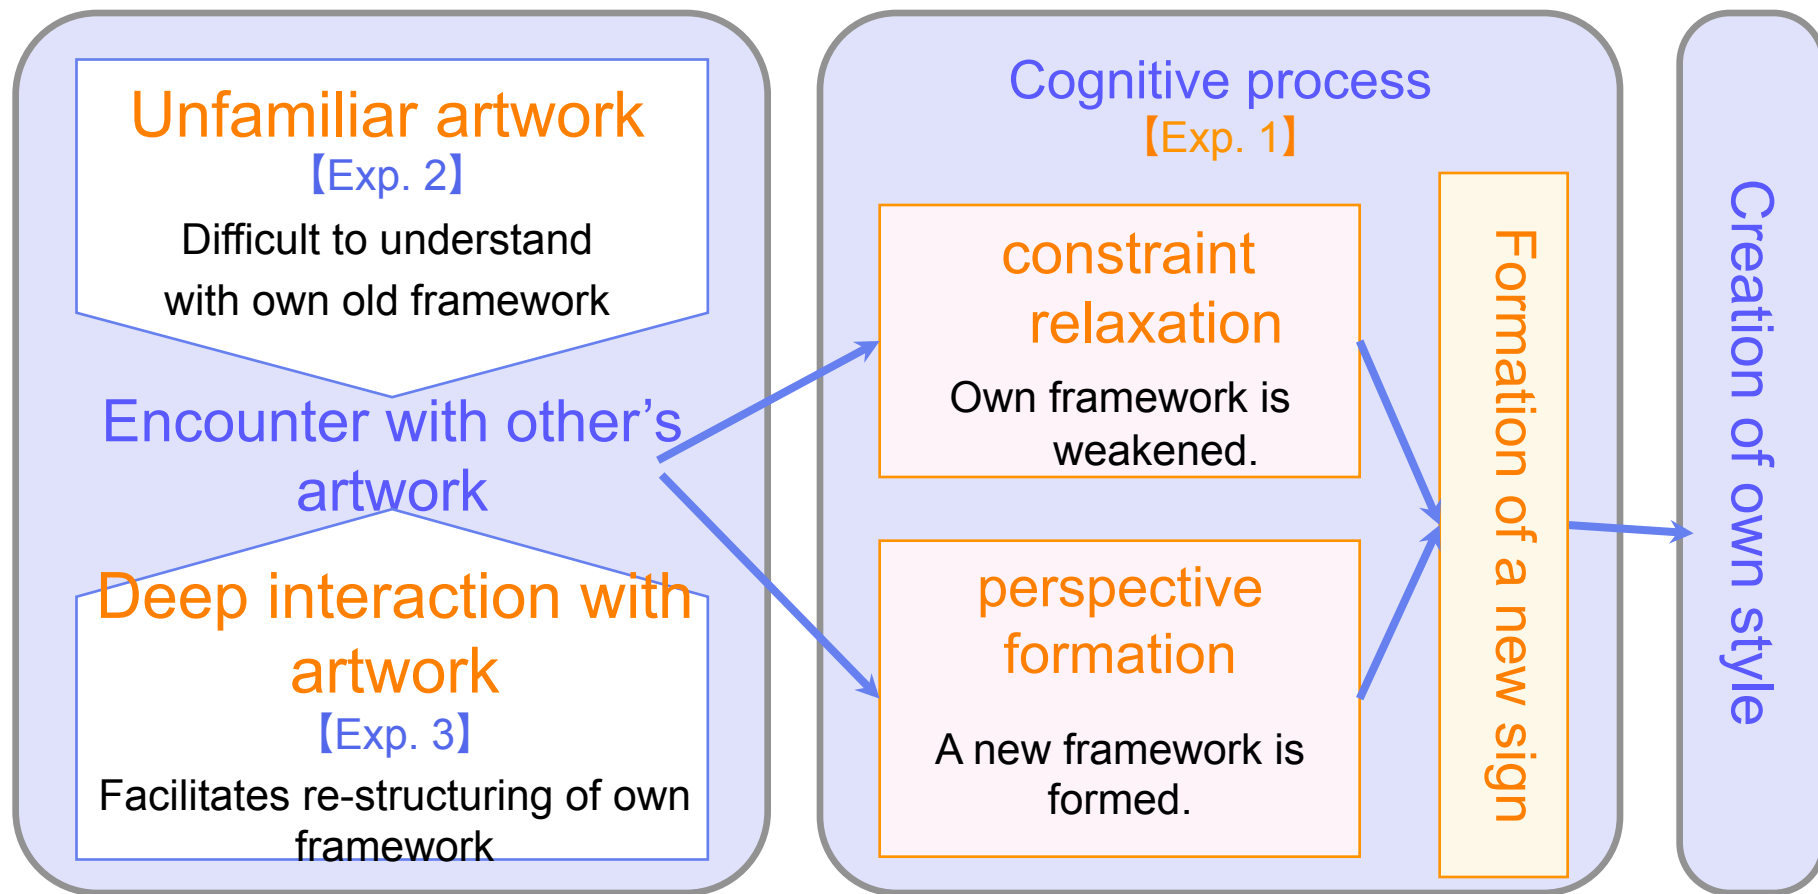 Unfamiliar artwork
【Exp. 2】
Difficult to understand
with own old framework
Encounter with other’s
artwork
Deep interaction with
artwork
【Exp. 3】
Facilitates re-structuring of own
framework
Cognitive process
【Exp. 1】
constraint
relaxation
Own framework is
weakened.
perspective
formation
A new framework is
formed.
Formation of a new sign
Creation of own style